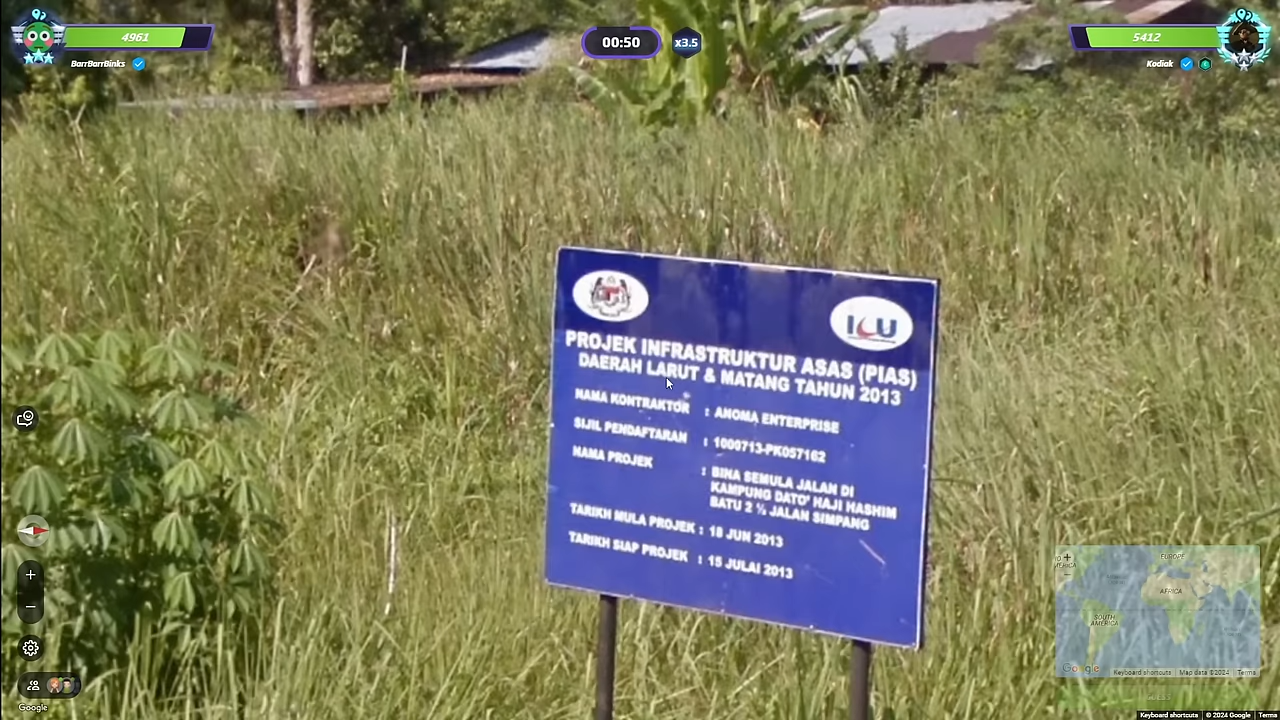 4961
BarrBarrBinks
00:50
x3.5
5412
Kodiak
ICU
PROJEK INFRASTRUKTUR ASAS (PIAS)
DAERAH LARUT & MATANG TAHUN 2013
NAMA KONTRAKTOR : ANOMA ENTERPRISE
SIJIL PENDAFTARAN : 1000713-PK057162
NAMA PROJEK : BINA SEMULA JALAN DI
KAMPUNG DATO' HAJI HASHIM
BATU 2 ½ JALAN SIMPANG
TARIKH MULA PROJEK : 18 JUN 2013
TARIKH SIAP PROJEK : 15 JULAI 2013
EUROPE
AFRICA
SOUTH
AMERICA
Google
Keyboard shortcuts
Map data ©2024
Terms
Google
Keyboard shortcuts
© 2024 Google
Terms